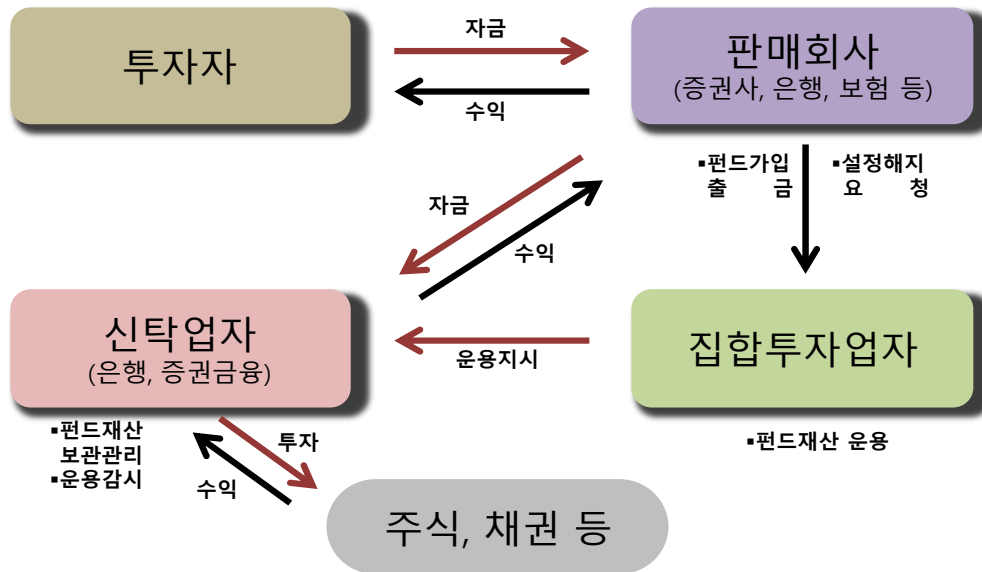 투자자
자금
수익
판매회사
(증권사, 은행, 보험 등)
▪펀드가입
출 금
▪설정해지
요 청
자금
수익
신탁업자
(은행, 증권금융)
운용지시
집합투자업자
▪펀드재산
보관관리
▪운용감시
투자
수익
▪펀드재산 운용
주식, 채권 등